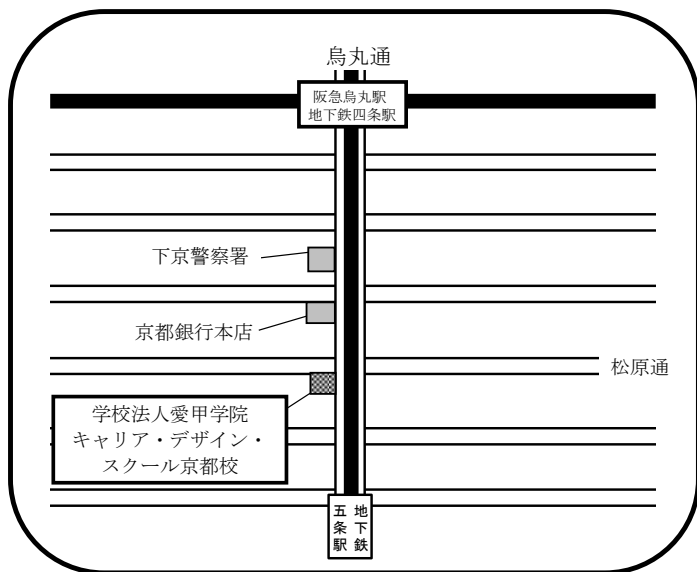 烏丸通
阪急烏丸駅
地下鉄四条駅
下京警察署
京都銀行本店
松原通
学校法人愛甲学院
キャリア・デザイン・
スクール京都校
地下鉄
五条駅